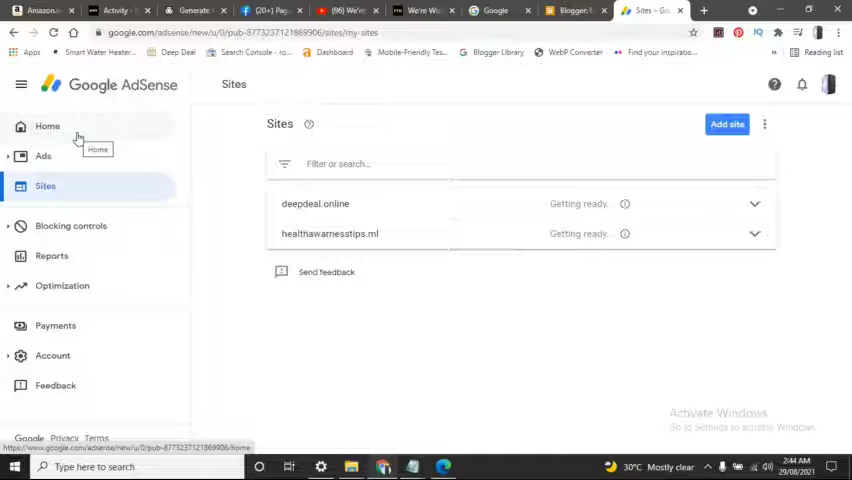 Amazon.a
Activity -
Generate
(20+) Pag
(96) We'r
We're Wo
Google
Blogger: E
Sites – Go
google.com/adsense/new/u/0/pub-8773237121869906/sites/my-sites
Apps
Smart Water Heater...
Deep Deal
Search Console - ro...
Dashboard
Mobile-Friendly Tes...
Blogger Library
WebP Converter
Find your inspiratio...
Reading list
Google AdSense
Sites
Home
Home
Ads
Sites
Blocking controls
Reports
Optimization
Payments
Account
Feedback
Google Privacy Terms
Sites
Add site
Filter or search...
deepdeal.online Getting ready...
healthawarnesstips.ml Getting ready...
Send feedback
Activate Windows
Go to Settings to activate Windows.
https://www.google.com/adsense/new/u/0/pub-8773237121869906/home
Type here to search
30°C Mostly clear
2:44 AM
29/08/2021